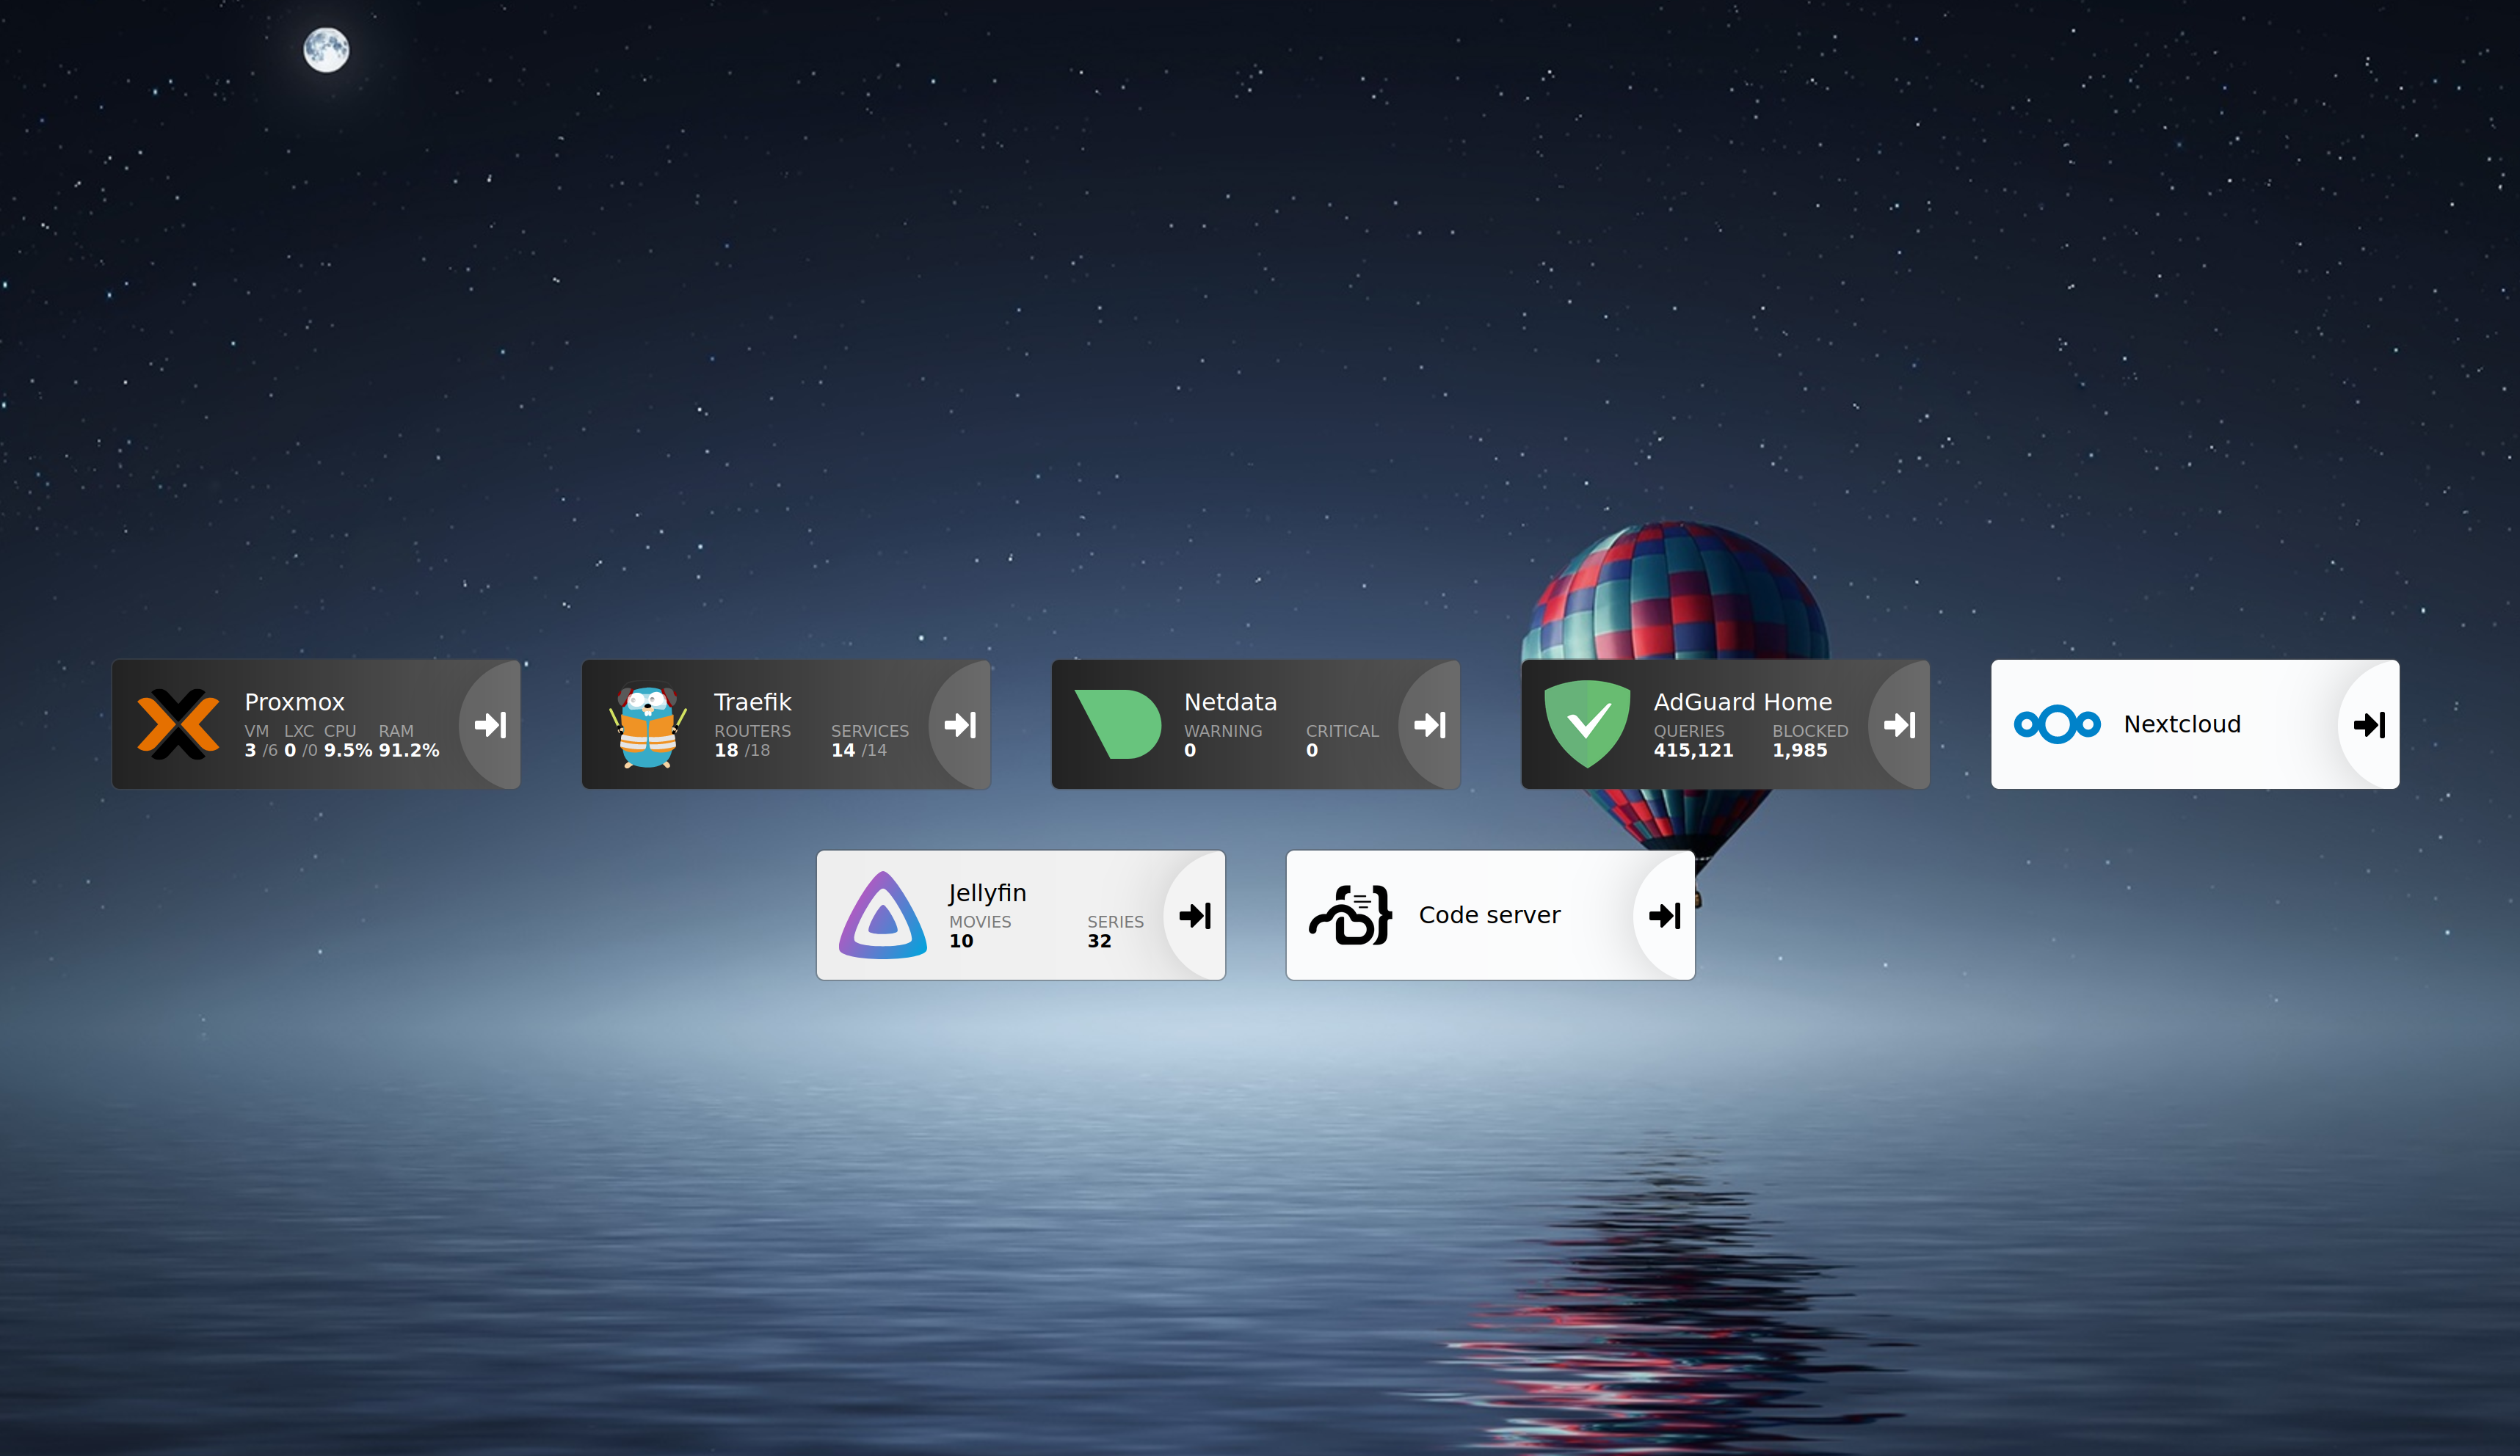 Proxmox
VM LXC CPU RAM
3 /6 0 /0 9.5% 91.2%
Traefik
ROUTERS SERVICES
18 /18 14 /14
Netdata
WARNING CRITICAL
0 0
AdGuard Home
QUERIES BLOCKED
415,121 1,985
Nextcloud
Jellyfin
MOVIES SERIES
10 32
Code server